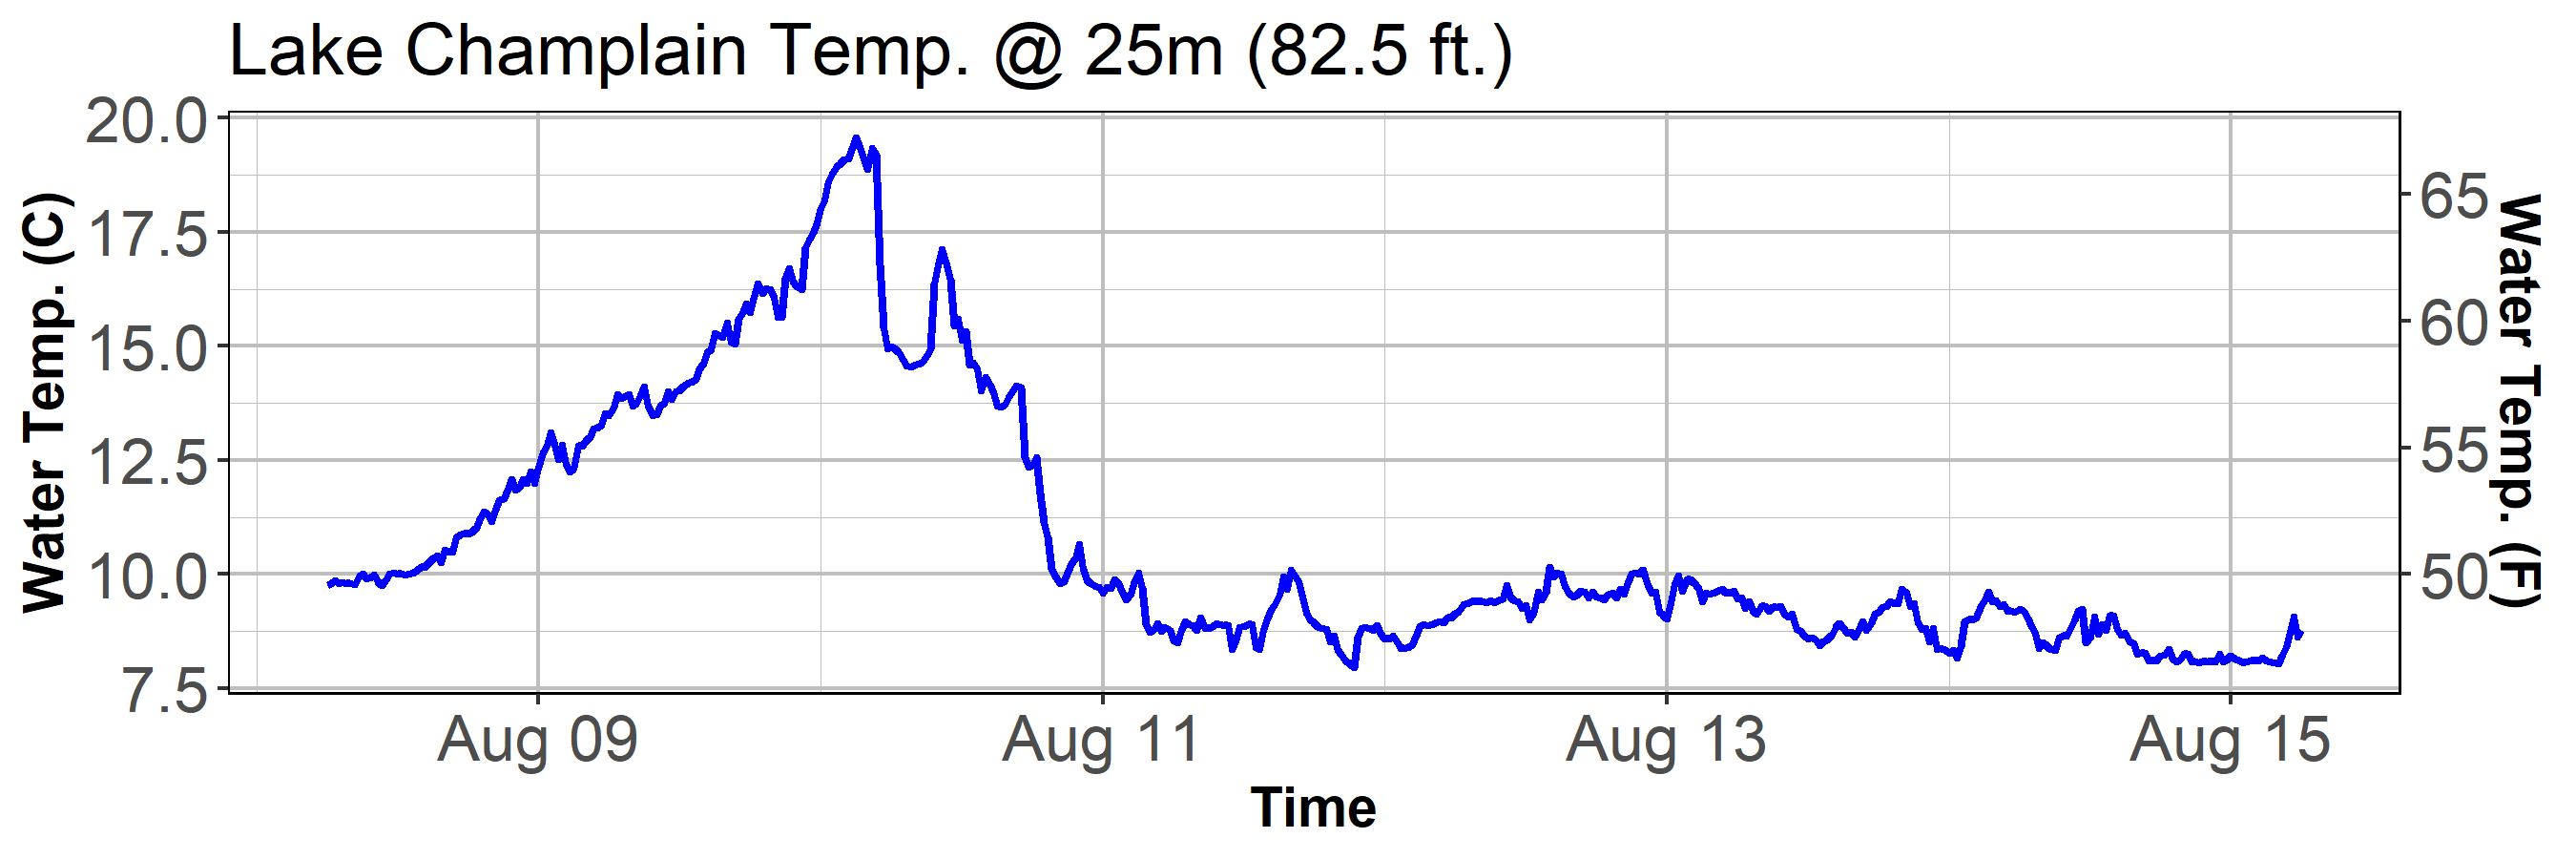 Lake Champlain Temp. @ 25m (82.5 ft.)
Water Temp. (C)
20.0
17.5
15.0
12.5
10.0
7.5
65
60
55
50
Water Temp. (F)
Aug 09
Aug 11
Aug 13
Aug 15
Time